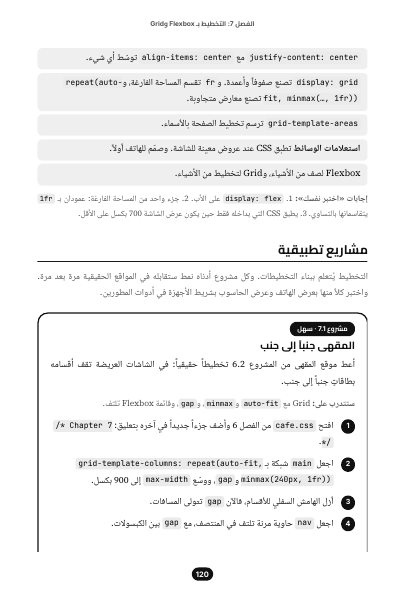 الفصل 7: التخطيط بـ Flexbox وGrid
justify-content: center مع align-items: center توسّط أي شيء.
display: grid تصنع صفوفاً وأعمدة. و fr تقسم المساحة الفارغة، و repeat(auto-
fit, minmax(…, 1fr)) تصنع معارض متجاوبة.
grid-template-areas ترسم تخطيط الصفحة بالأسماء.
استعلامات الوسائط تطبق CSS عند عروض معينة للشاشة. وصمّم للهاتف أولاً.
Flexbox لصف من الأشياء، وGrid لتخطيط من الأشياء.
إجابات «اختبر نفسك»: 1. display: flex على الأب. 2. جزء واحد من المساحة الفارغة: عمودان بـ 1fr
يتقاسمانها بالتساوي. 3. يطبق CSS التي بداخله فقط حين يكون عرض الشاشة 700 بكسل على الأقل.
مشاريع تطبيقية
التخطيط يُتعلم ببناء التخطيطات. وكل مشروع أدناه نمط ستقابله في المواقع الحقيقية مرة بعد مرة.
واختبر كلاً منها بعرض الهاتف وعرض الحاسوب بشريط الأجهزة في أدوات المطورين.
مشروع 7.1 · سهل
المقهى جنباً إلى جنب
أعط موقع المقهى من المشروع 6.2 تخطيطاً حقيقياً: في الشاشات العريضة تقف أقسامه
بطاقاتٍ جنباً إلى جنب.
ستتدرب على: Grid مع auto-fit و minmax، و gap، وقائمة Flexbox تلتف.
1 افتح cafe.css من الفصل 6 وأضف جزءاً جديداً في آخره بتعليق: /* Chapter 7
*/.
2 اجعل main شبكة بـ grid-template-columns: repeat(auto-fit,
minmax(240px, 1fr)) و gap، ووسّع max-width إلى 900 بكسل.
3 أزل الهامش السفلي للأقسام، فالآن gap تتولى المسافات.
4 اجعل nav حاوية مرنة تلتف في المنتصف، مع gap بين الكبسولات.
120